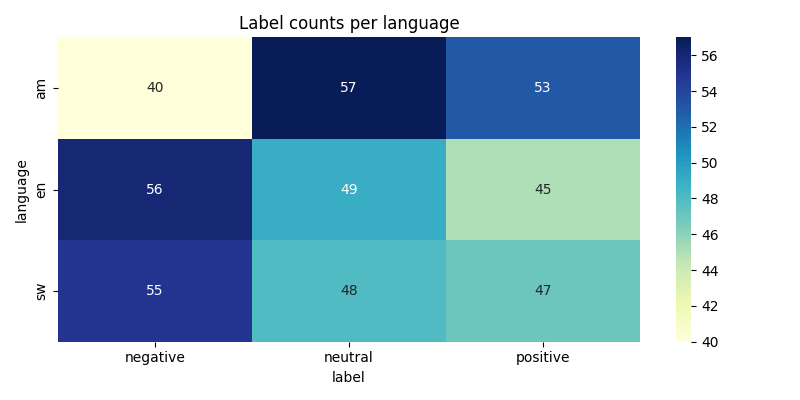 Label counts per language
am 40 57 53
en 56 49 45
sw 55 48 47
language
negative neutral positive
label
56
54
52
50
48
46
44
42
40